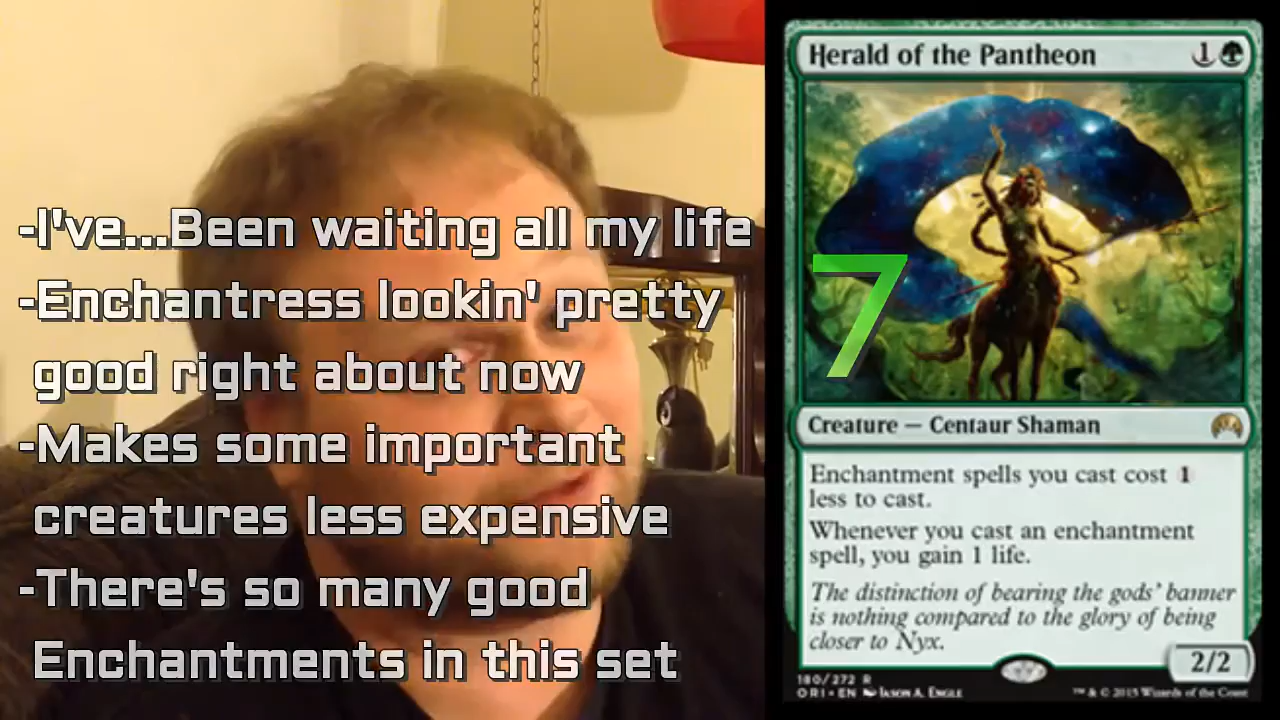 -I've...Been waiting all my life
-Enchantress lookin' pretty
good right about now
-Makes some important
creatures less expensive
-There's so many good
Enchantments in this set
Herald of the Pantheon 1
7
Creature — Centaur Shaman
Enchantment spells you cast cost 1
less to cast.
Whenever you cast an enchantment
spell, you gain 1 life.
The distinction of bearing the gods' banner
is nothing compared to the glory of being
closer to Nyx.
2/2
180/272 R
ORI • EN Jason A. Engle
™ & © 2015 Wizards of the Coast